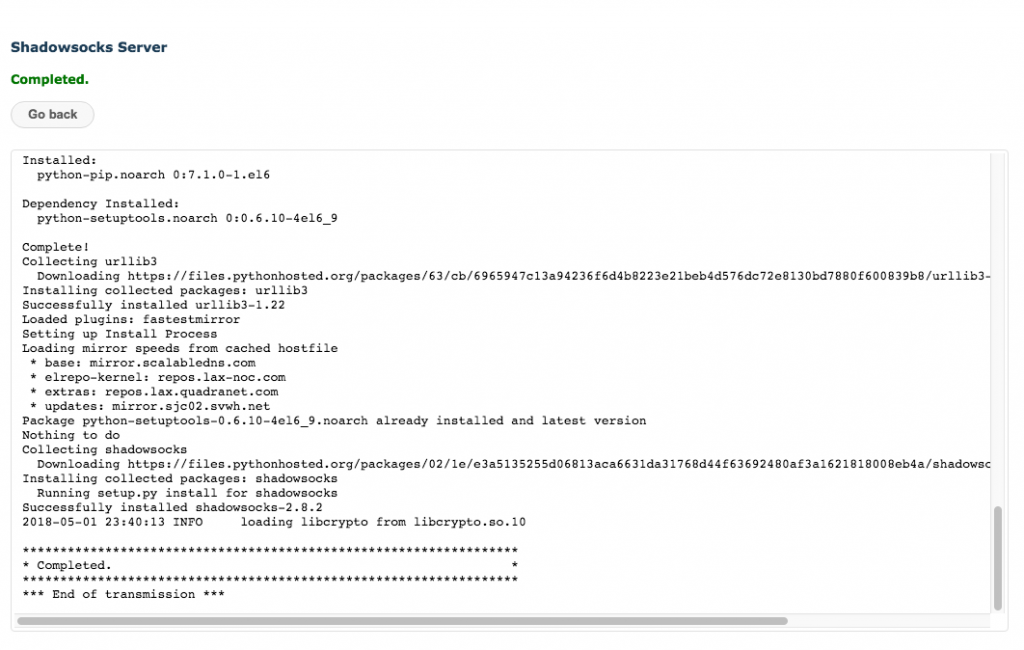 Shadowsocks Server
Completed.
Go back
Installed:
  python-pip.noarch 0:7.1.0-1.el6
Dependency Installed:
  python-setuptools.noarch 0:0.6.10-4el6_9
Complete!
Collecting urllib3
  Downloading https://files.pythonhosted.org/packages/63/cb/6965947c13a94236f6d4b8223e21beb4d576dc72e8130bd7880f600839b8/urllib3-
Installing collected packages: urllib3
Successfully installed urllib3-1.22
Loaded plugins: fastestmirror
Setting up Install Process
Loading mirror speeds from cached hostfile
 * base: mirror.scalabledns.com
 * elrepo-kernel: repos.lax-noc.com
 * extras: repos.lax.quadranet.com
 * updates: mirror.sjc02.svwh.net
Package python-setuptools-0.6.10-4el6_9.noarch already installed and latest version
Nothing to do
Collecting shadowsocks
  Downloading https://files.pythonhosted.org/packages/02/1e/e3a5135255d06813aca6631da31768d44f63692480af3a1621818008eb4a/shadowsc
Installing collected packages: shadowsocks
  Running setup.py install for shadowsocks
Successfully installed shadowsocks-2.8.2
2018-05-01 23:40:13 INFO     loading libcrypto from libcrypto.so.10
******************************************************************
* Completed.                                                     *
******************************************************************
*** End of transmission ***